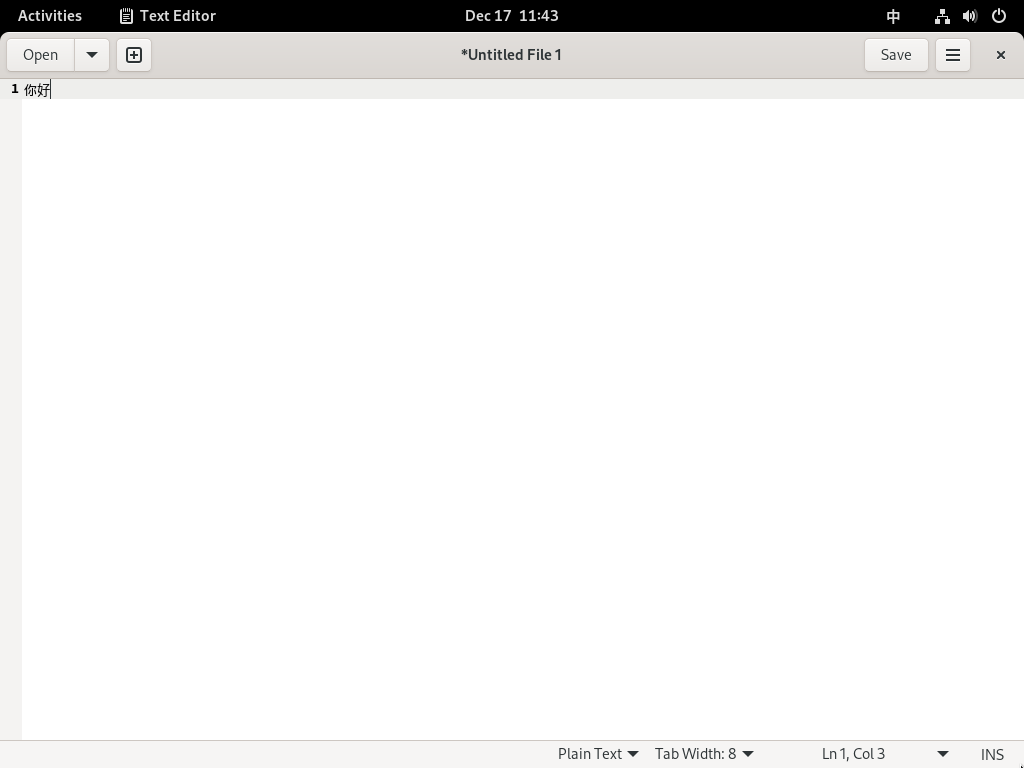 Activities Text Editor Dec 17 11:43 中
Open *Untitled File 1 Save
1 你好
Plain Text Tab Width: 8 Ln 1, Col 3 INS